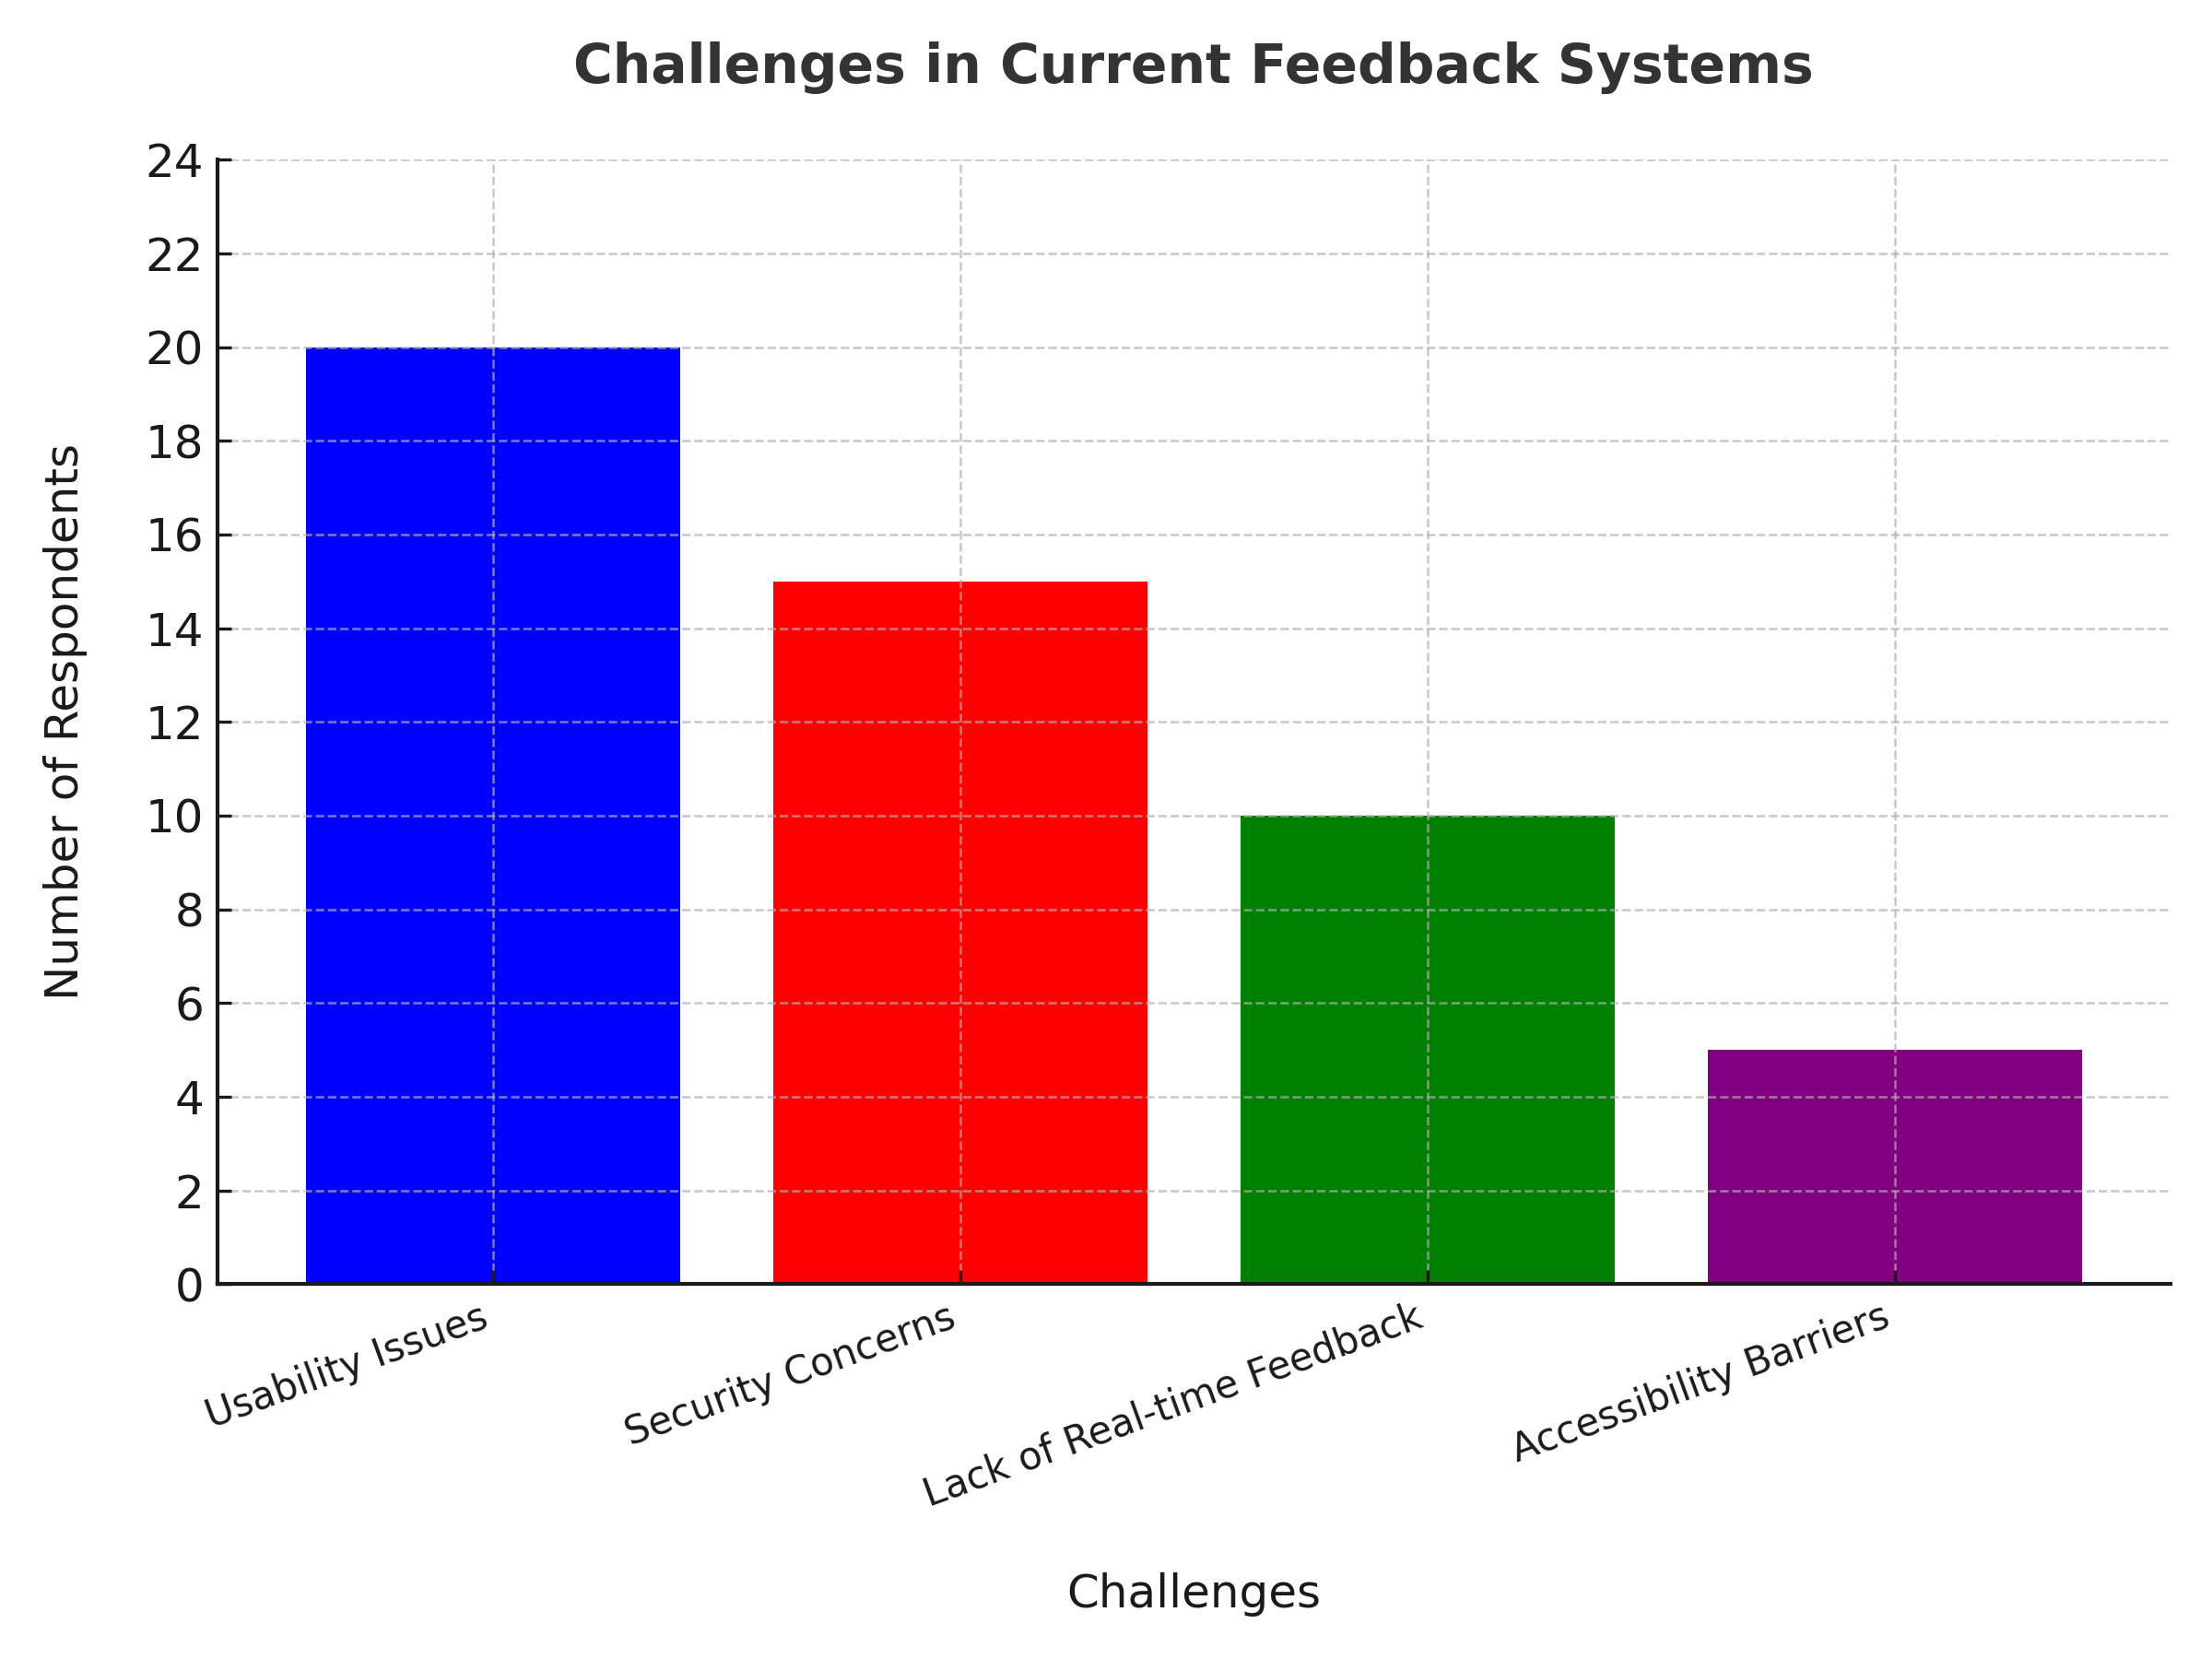 Challenges in Current Feedback Systems
Number of Respondents
24
22
20
18
16
14
12
10
8
6
4
2
0
Usability Issues
Security Concerns
Lack of Real-time Feedback
Accessibility Barriers
Challenges